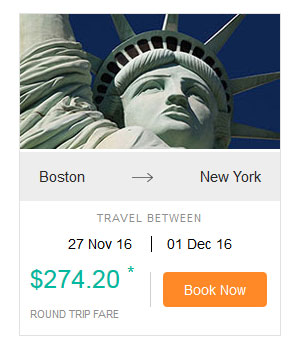 Boston → New York
TRAVEL BETWEEN
27 Nov 16 | 01 Dec 16
$274.20 *
Book Now
ROUND TRIP FARE